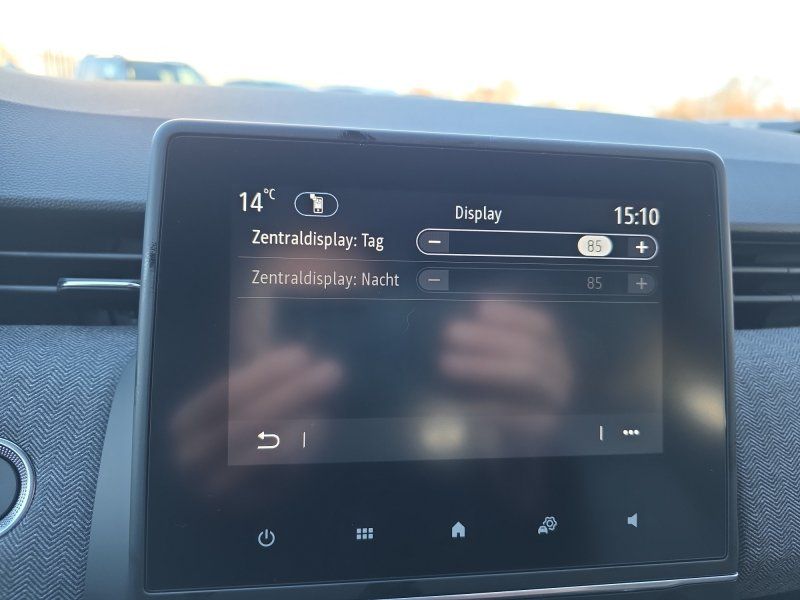 14°C
Display
15:10
Zentraldisplay: Tag − 85 +
Zentraldisplay: Nacht − 85 +